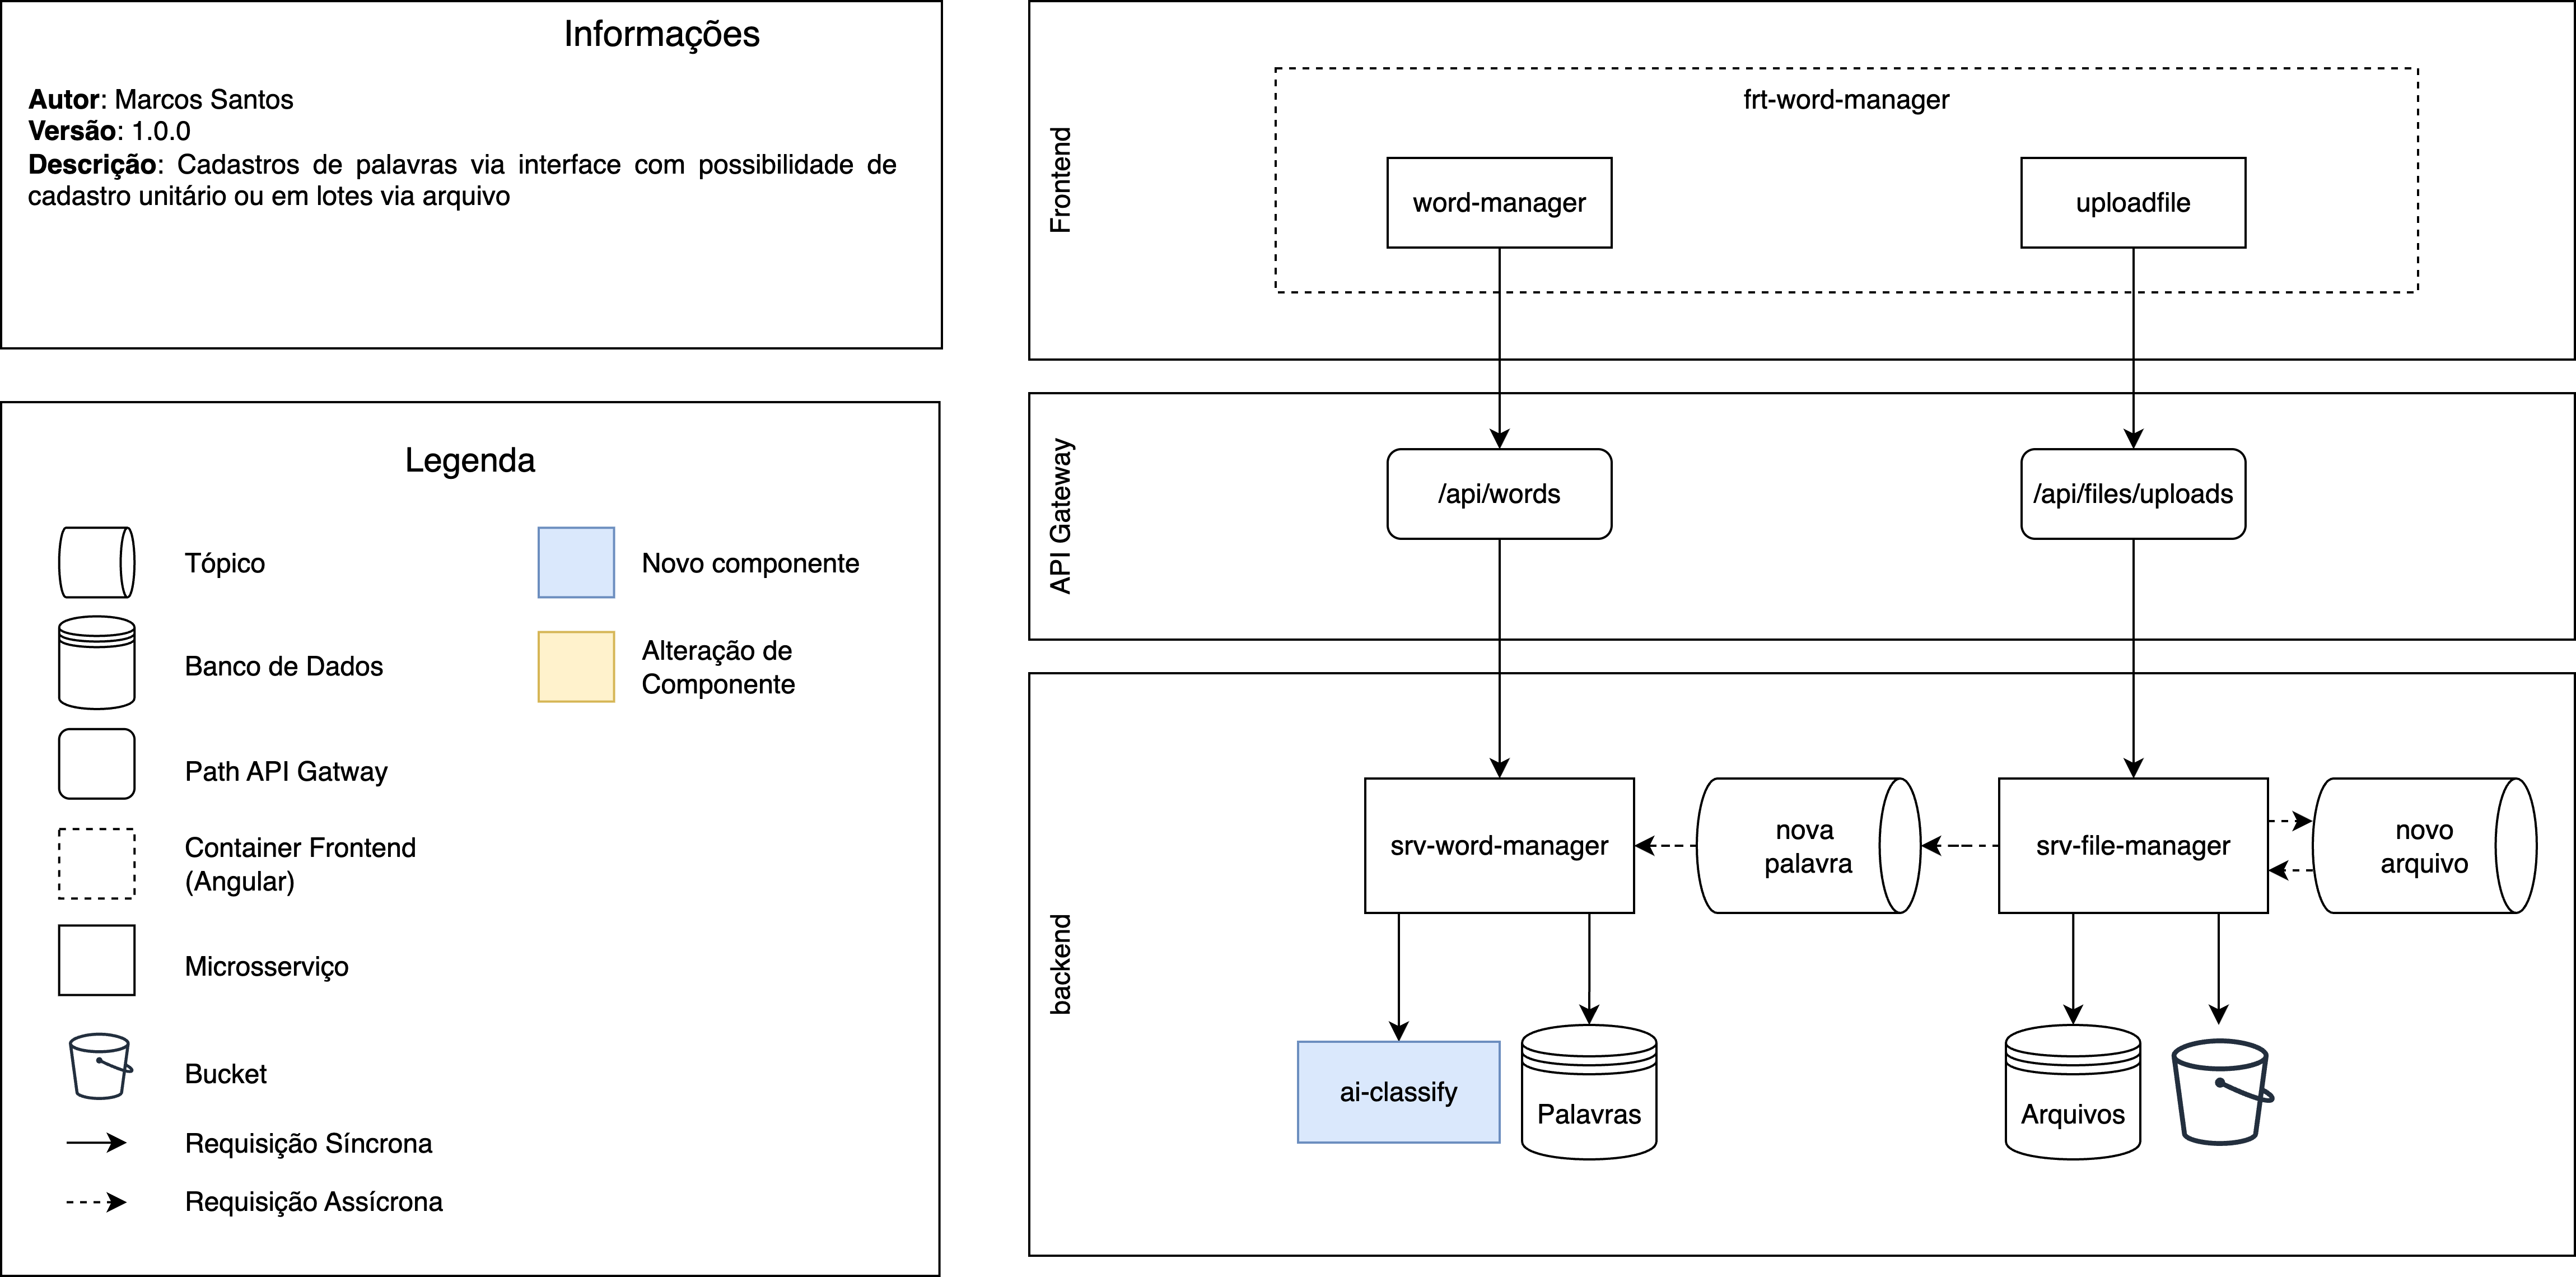 Informações
Autor: Marcos Santos
Versão: 1.0.0
Descrição: Cadastros de palavras via interface com possibilidade de
cadastro unitário ou em lotes via arquivo
Legenda
Tópico
Novo componente
Banco de Dados
Alteração de
Componente
Path API Gatway
Container Frontend
(Angular)
Microsserviço
Bucket
Requisição Síncrona
Requisição Assícrona
Frontend
frt-word-manager
word-manager
uploadfile
API Gateway
/api/words
/api/files/uploads
backend
srv-word-manager
nova
palavra
srv-file-manager
novo
arquivo
ai-classify
Palavras
Arquivos